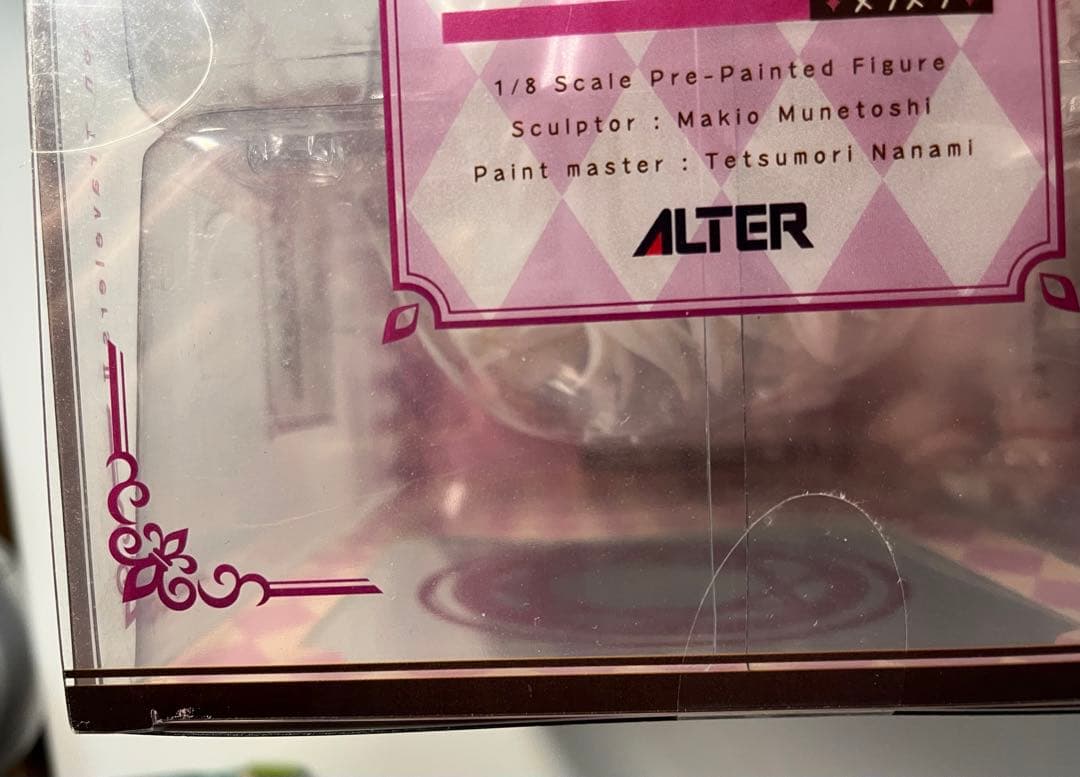 1/8 Scale Pre-Painted Figure
Sculptor : Makio Munetoshi
Paint master : Tetsumori Nanami
ALTER